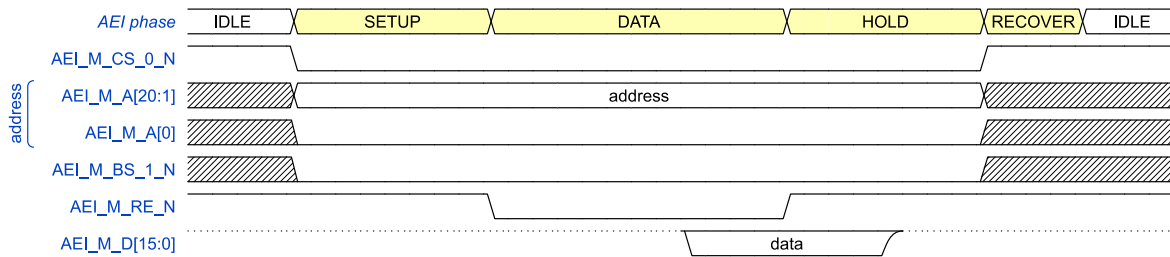 AEI phase IDLE SETUP DATA HOLD RECOVER IDLE
AEI_M_CS_0_N
address
AEI_M_A[20:1] address
AEI_M_A[0]
AEI_M_BS_1_N
AEI_M_RE_N
AEI_M_D[15:0] data